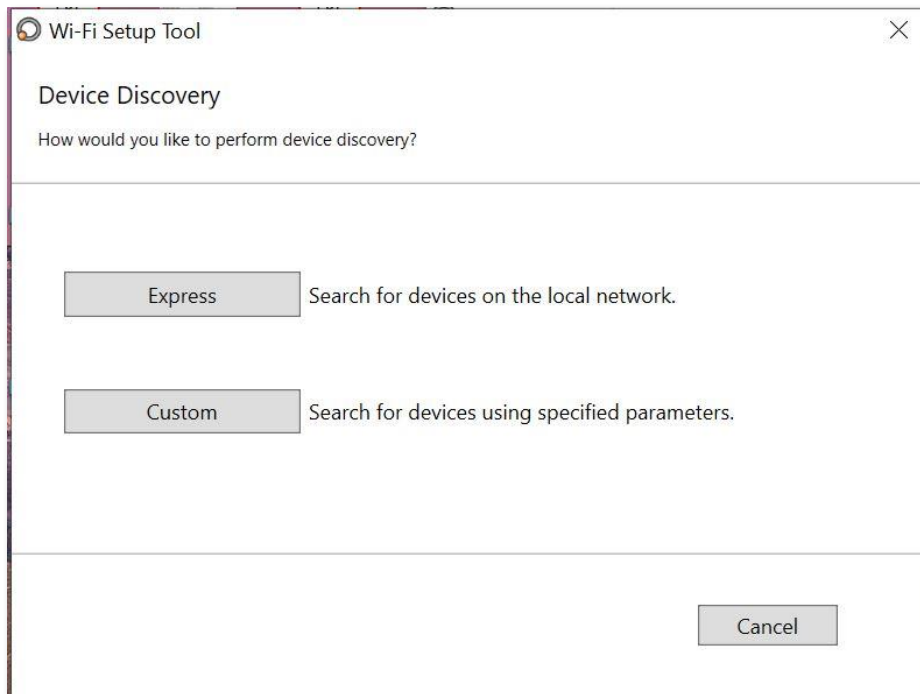 Wi-Fi Setup Tool
Device Discovery
How would you like to perform device discovery?
Express
Search for devices on the local network.
Custom
Search for devices using specified parameters.
Cancel